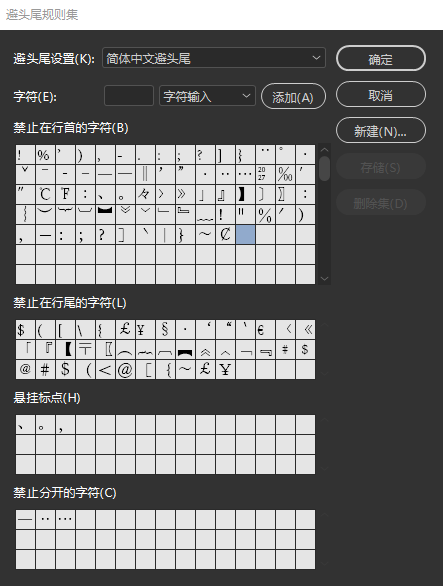 避头尾规则集
避头尾设置(K): 简体中文避头尾 确定
字符(E): 字符输入 添加(A) 取消
禁止在行首的字符(B) 新建(N)...
! % ' ) , - . : ; ? ] } ¨ ° ·
存储(S)
″ ℃ ℉ : 、 。 々 〉 》 」 』 】 〕 〗 :
删除集(D)
, — : ; ? ] ` | } ~ ₡
禁止在行尾的字符(L)
$ ( [ \ { £ ¥ § · ‘ “ 〝 € 〈 《
「 『 【 〒 〖 # $
@ # $ ( < @ [ { ~ £ ¥
悬挂标点(H)
、 。 ,
禁止分开的字符(C)
— ‥ …